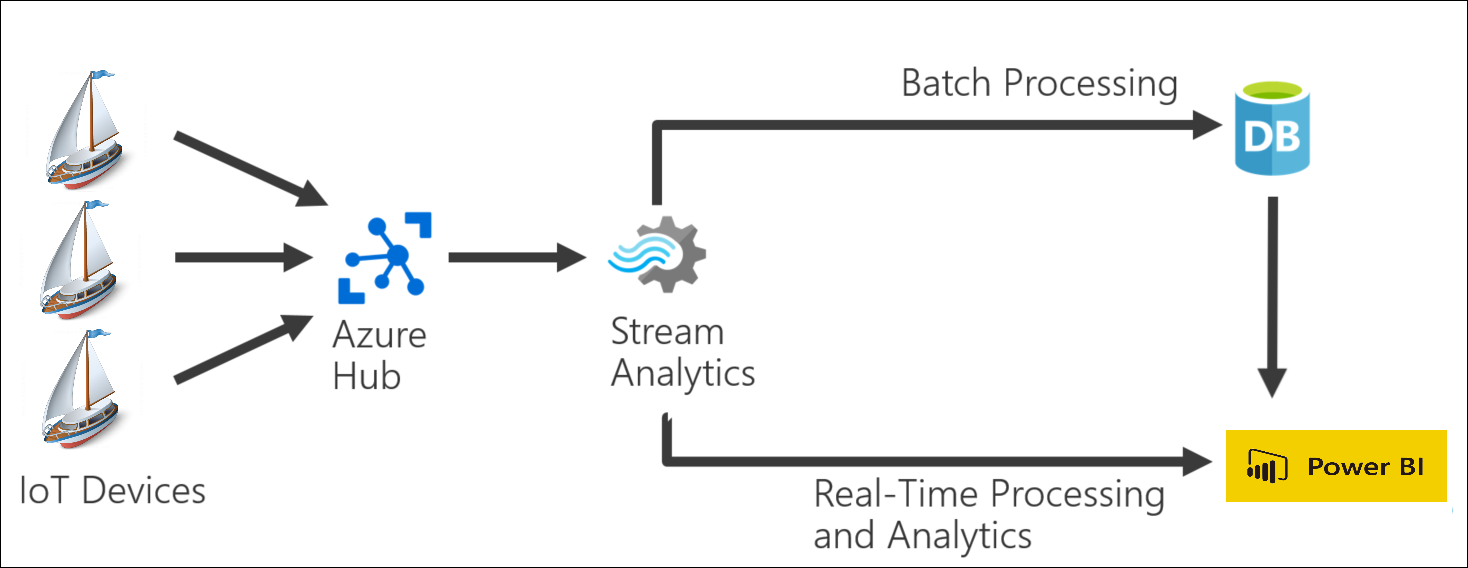 Batch Processing
DB
Azure
Hub
Stream
Analytics
Power BI
IoT Devices
Real-Time Processing
and Analytics